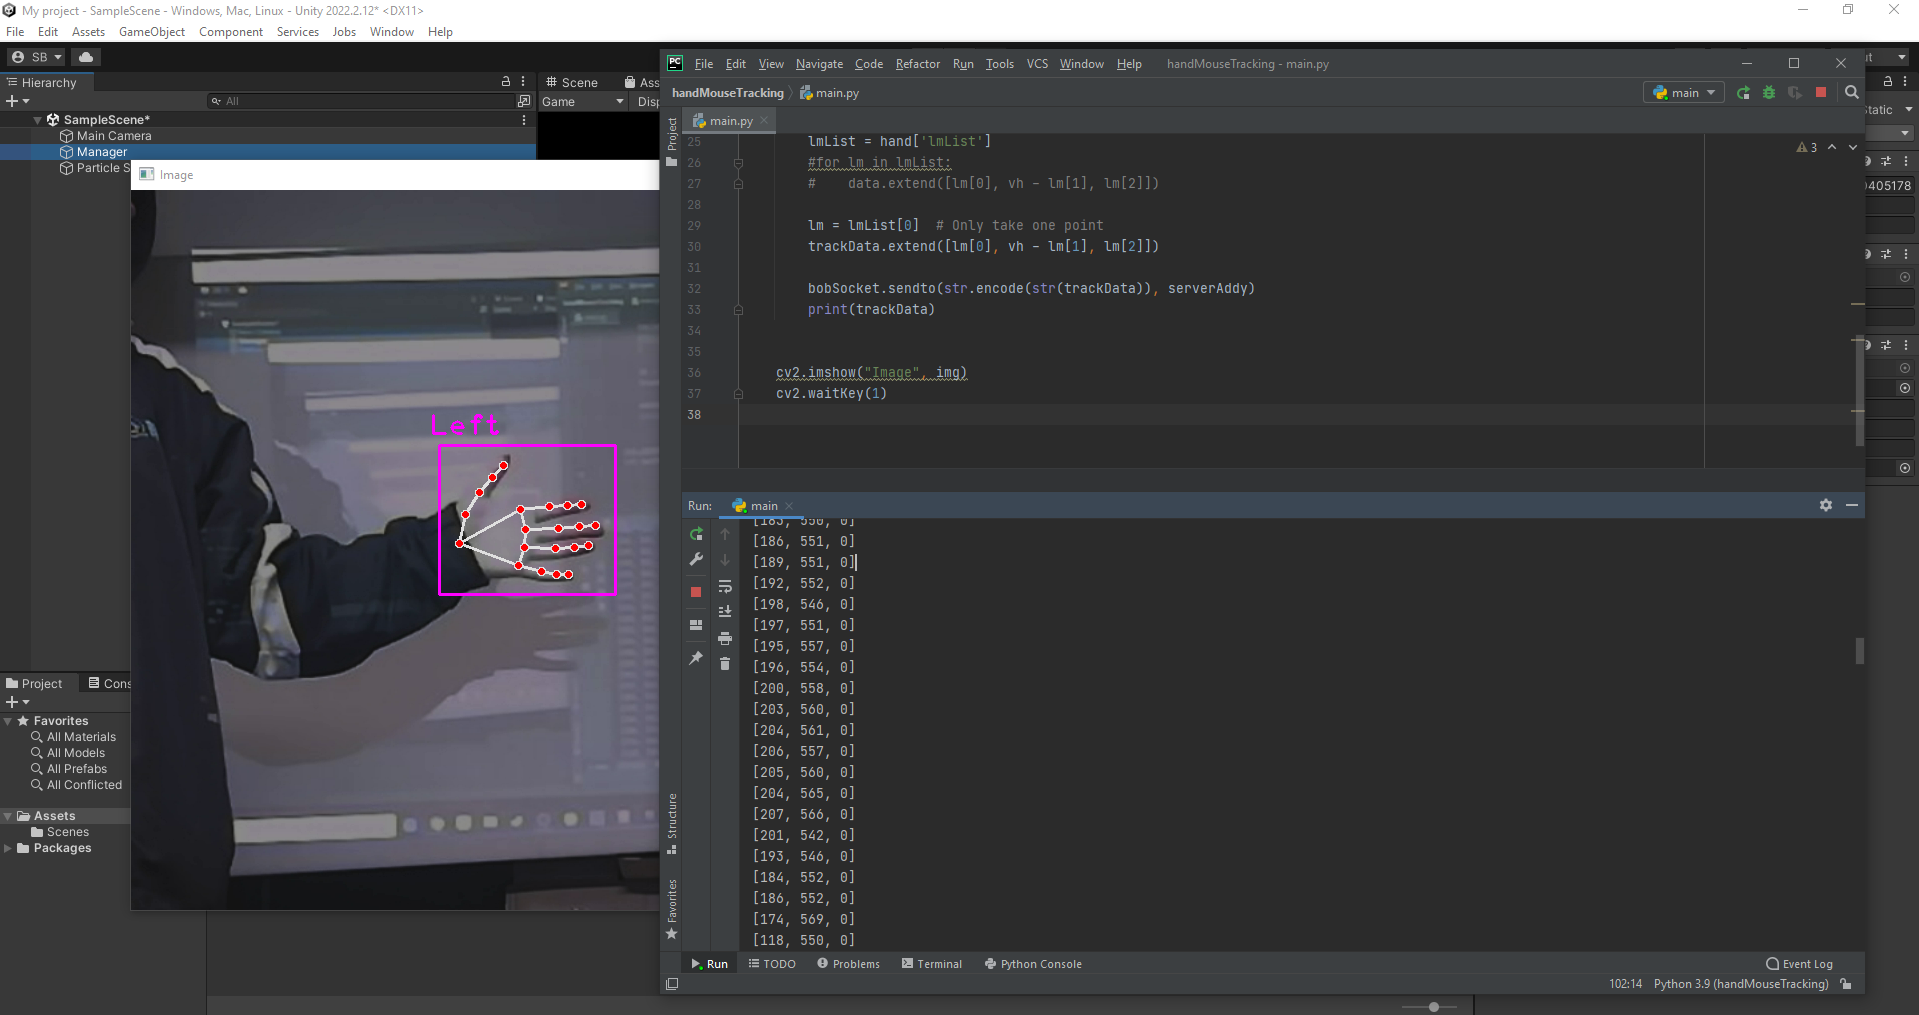 My project - SampleScene - Windows, Mac, Linux - Unity 2022.2.12* <DX11>
File Edit Assets GameObject Component Services Jobs Window Help
SB
Hierarchy
All
SampleScene*
Main Camera
Manager
Particle S
Scene
Ass
Game
Disp
Image
Left
Project
Cons
Favorites
All Materials
All Models
All Prefabs
All Conflicted
Assets
Scenes
Packages
PC File Edit View Navigate Code Refactor Run Tools VCS Window Help handMouseTracking - main.py
handMouseTracking main.py
main
main.py
Project
25 lmList = hand['lmList']
26 #for lm in lmList:
27 #    data.extend([lm[0], vh - lm[1], lm[2]])
28
29 lm = lmList[0]  # Only take one point
30 trackData.extend([lm[0], vh - lm[1], lm[2]])
31
32 bobSocket.sendto(str.encode(str(trackData)), serverAddy)
33 print(trackData)
34
35
36 cv2.imshow("Image", img)
37 cv2.waitKey(1)
38
3
Run: main
[183, 550, 0]
[186, 551, 0]
[189, 551, 0]
[192, 552, 0]
[198, 546, 0]
[197, 551, 0]
[195, 557, 0]
[196, 554, 0]
[200, 558, 0]
[203, 560, 0]
[204, 561, 0]
[206, 557, 0]
[205, 560, 0]
[204, 565, 0]
[207, 566, 0]
[201, 542, 0]
[193, 546, 0]
[184, 552, 0]
[186, 552, 0]
[174, 569, 0]
[118, 550, 0]
Structure
Favorites
Run TODO Problems Terminal Python Console Event Log
102:14 Python 3.9 (handMouseTracking)
ut
Static
0405178